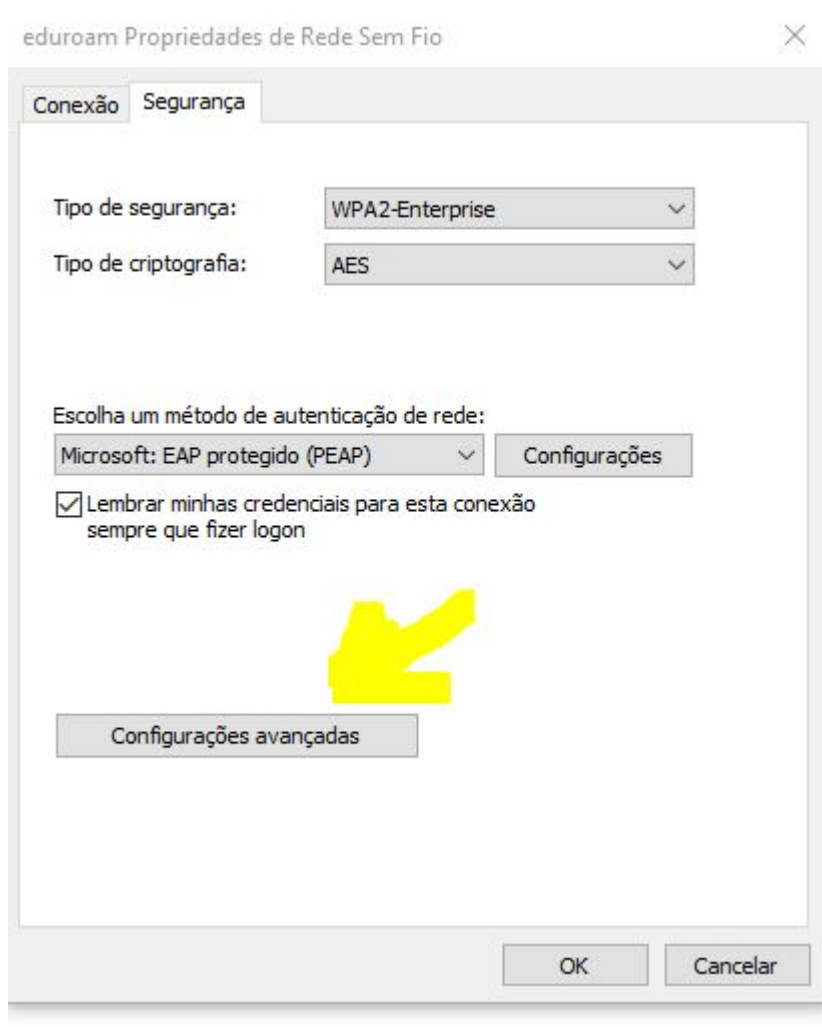 eduroam Propriedades de Rede Sem Fio
Conexão Segurança
Tipo de segurança: WPA2-Enterprise
Tipo de criptografia: AES
Escolha um método de autenticação de rede:
Microsoft: EAP protegido (PEAP) Configurações
Lembrar minhas credenciais para esta conexão
sempre que fizer logon
Configurações avançadas
OK Cancelar